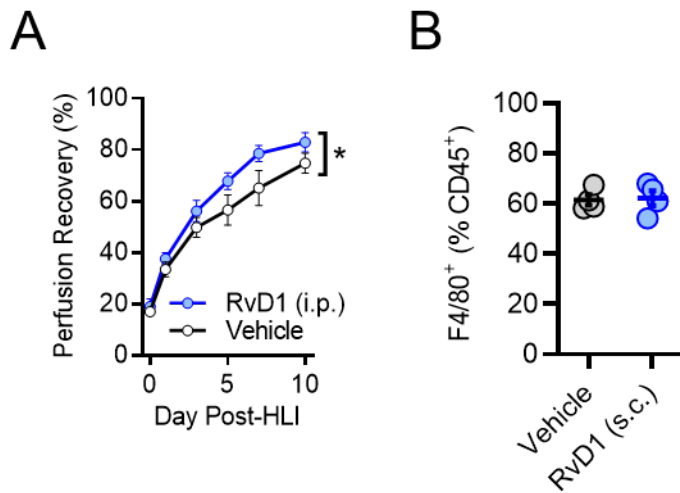 A
B
Perfusion Recovery (%)
100
80
60
40
20
0
*
RvD1 (i.p.)
Vehicle
0
5
10
Day Post-HLI
F4/80⁺ (% CD45⁺)
100
80
60
40
20
0
Vehicle
RvD1 (s.c.)